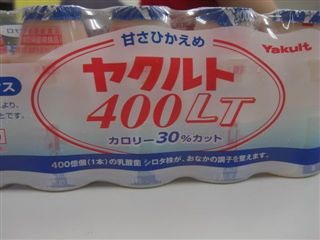 甘さひかえめ
Yakult
ヤクルト
400LT
カロリー30%カット
400億個(1本)の乳酸菌 シロタ株が、おなかの調子を整えます